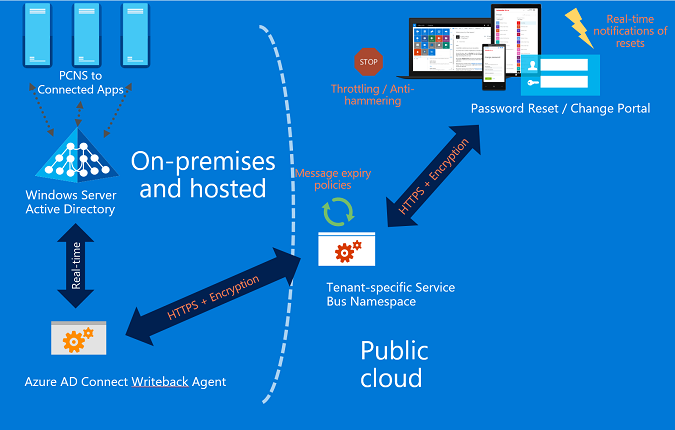 PCNS to
Connected Apps
Windows Server
Active Directory
On-premises
and hosted
Real-time
HTTPS + Encryption
Azure AD Connect Writeback Agent
STOP
Throttling / Anti-
hammering
Real-time
notifications of
resets
Password Reset / Change Portal
HTTPS + Encryption
Message expiry
policies
Tenant-specific Service
Bus Namespace
Public
cloud